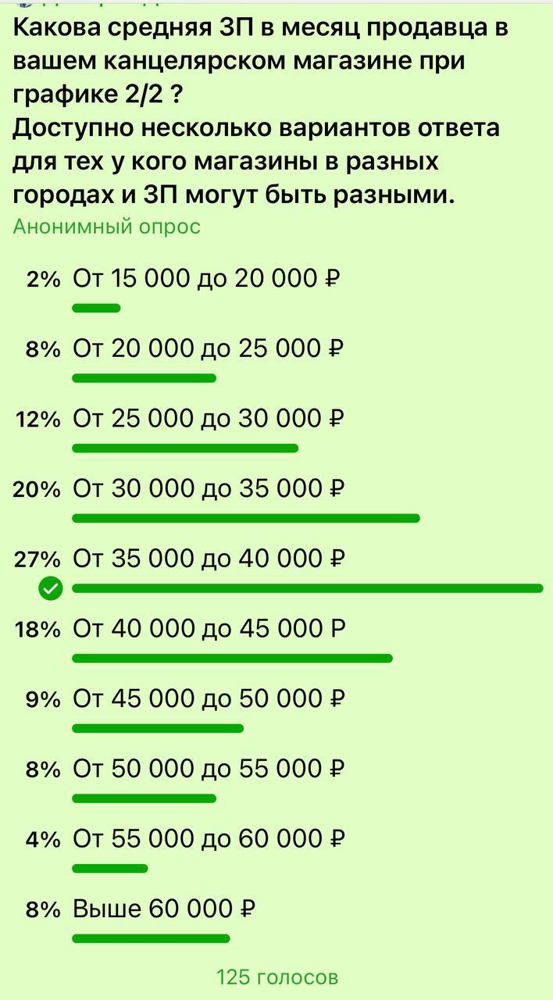 Какова средняя ЗП в месяц продавца в
вашем канцелярском магазине при
графике 2/2 ?
Доступно несколько вариантов ответа
для тех у кого магазины в разных
городах и ЗП могут быть разными.
Анонимный опрос
2% От 15 000 до 20 000 ₽
8% От 20 000 до 25 000 ₽
12% От 25 000 до 30 000 ₽
20% От 30 000 до 35 000 ₽
27% От 35 000 до 40 000 ₽
18% От 40 000 до 45 000 Р
9% От 45 000 до 50 000 ₽
8% От 50 000 до 55 000 ₽
4% От 55 000 до 60 000 ₽
8% Выше 60 000 ₽
125 голосов